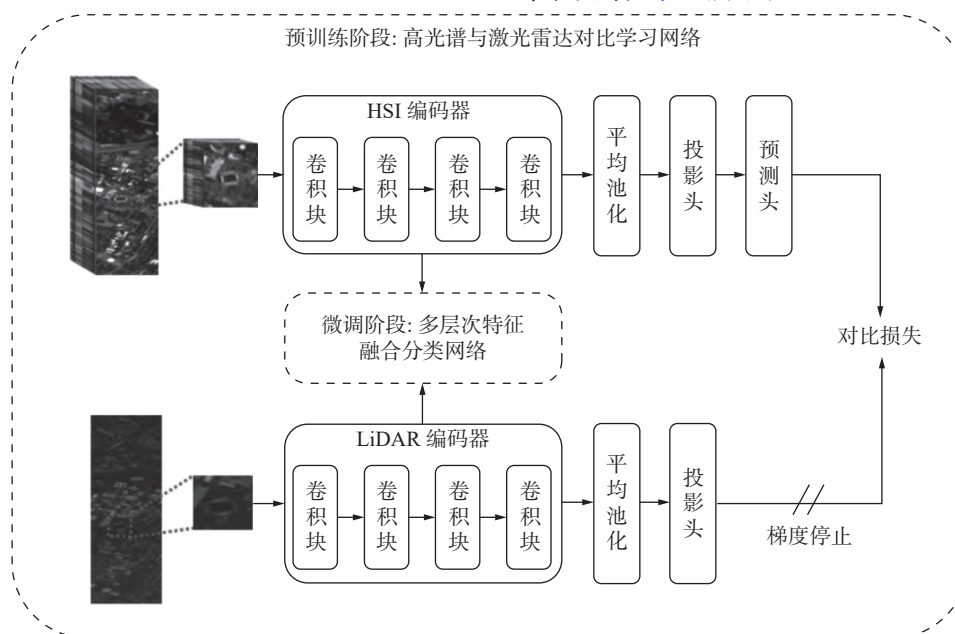 预训练阶段: 高光谱与激光雷达对比学习网络
HSI 编码器
卷积块
卷积块
卷积块
卷积块
平均池化
投影头
预测头
微调阶段: 多层次特征
融合分类网络
对比损失
LiDAR 编码器
卷积块
卷积块
卷积块
卷积块
平均池化
投影头
梯度停止